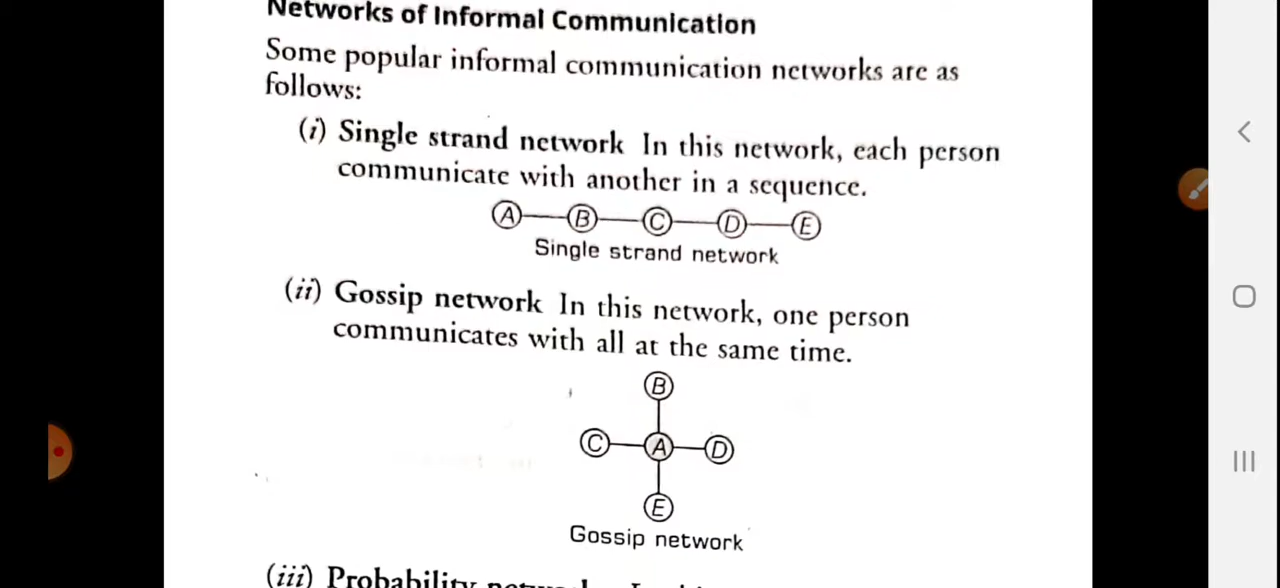 Networks of Informal Communication
Some popular informal communication networks are as
follows:
(i) Single strand network In this network, each person
communicate with another in a sequence.
A B C D E
Single strand network
(ii) Gossip network In this network, one person
communicates with all at the same time.
B
C A D
E
Gossip network
(iii) Probability